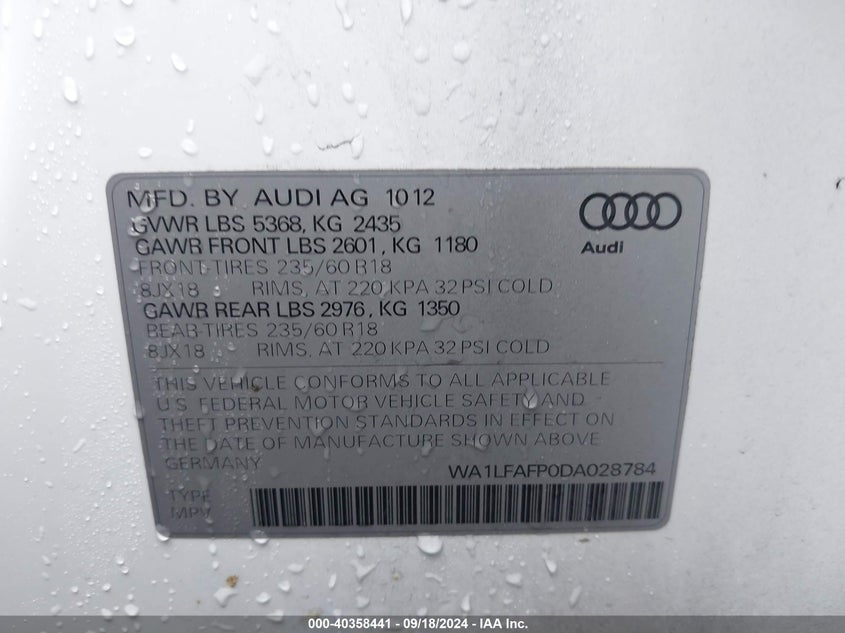 MFD. BY AUDI AG 1012
GVWR LBS 5368, KG 2435
GAWR FRONT LBS 2601, KG 1180
FRONT-TIRES 235/60 R18
8JX18 RIMS, AT 220 KPA 32 PSI COLD
GAWR REAR LBS 2976, KG 1350
REAR-TIRES 235/60 R18
8JX18 RIMS, AT 220 KPA 32 PSI COLD
Audi
THIS VEHICLE CONFORMS TO ALL APPLICABLE
U.S. FEDERAL MOTOR VEHICLE SAFETY AND
THEFT PREVENTION STANDARDS IN EFFECT ON
THE DATE OF MANUFACTURE SHOWN ABOVE
GERMANY WA1LFAFP0DA028784
TYPE
MPV
000-40358441 - 09/18/2024 - IAA Inc.